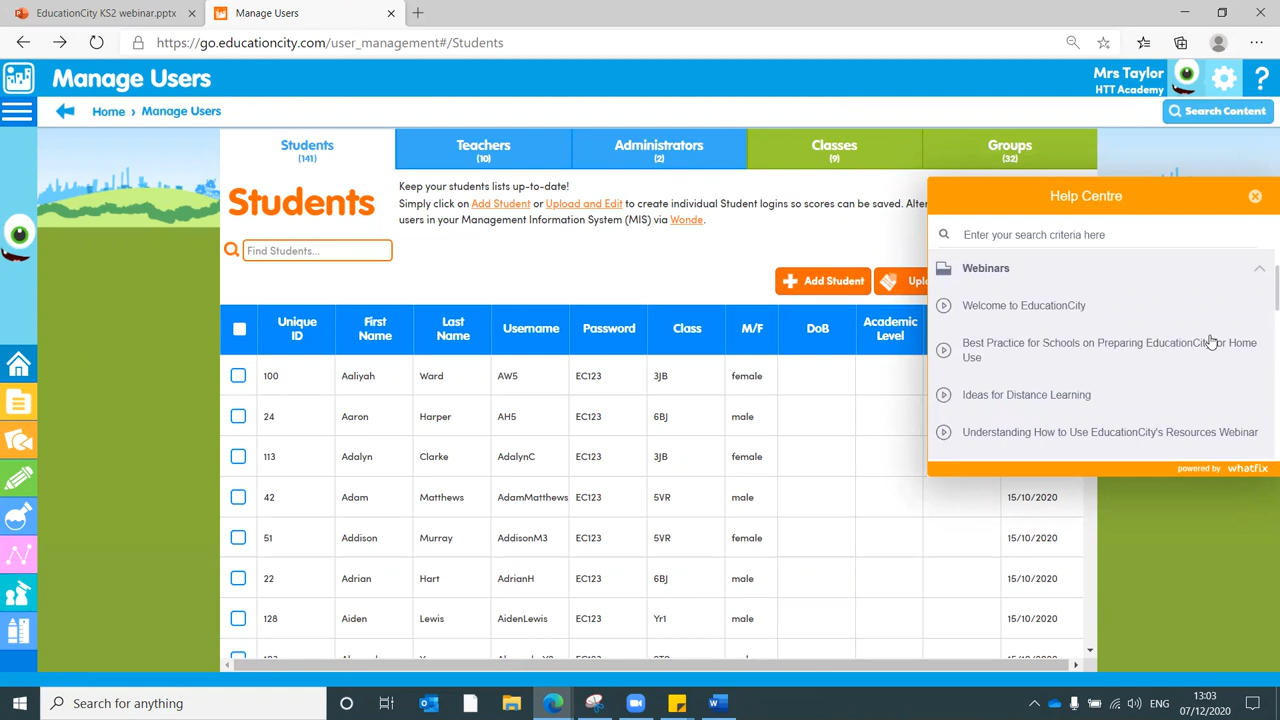 EducationCity KS2 webinar.pptx
Manage Users
https://go.educationcity.com/user_management#/Students
Manage Users
Mrs Taylor
HTT Academy
?
Home › Manage Users
Search Content
Students
(141)
Teachers
(10)
Administrators
(2)
Classes
(9)
Groups
(32)
Students
Keep your students lists up-to-date!
Simply click on Add Student or Upload and Edit to create individual Student logins so scores can be saved.
users in your Management Information System (MIS) via Wonde.
Find Students...
Add Student
Help Centre
Enter your search criteria here
Webinars
Welcome to EducationCity
Best Practice for Schools on Preparing EducationCity for Home
Use
Ideas for Distance Learning
Understanding How to Use EducationCity's Resources Webinar
powered by whatfix
Unique ID First Name Last Name Username Password Class M/F DoB Academic Level
100 Aaliyah Ward AW5 EC123 3JB female
24 Aaron Harper AH5 EC123 6BJ male
113 Adalyn Clarke AdalynC EC123 3JB female
42 Adam Matthews AdamMatthews EC123 5VR male 15/10/2020
51 Addison Murray AddisonM3 EC123 5VR female 15/10/2020
22 Adrian Hart AdrianH EC123 6BJ male 15/10/2020
128 Aiden Lewis AidenLewis EC123 Yr1 male 15/10/2020
Search for anything
ENG
13:03
07/12/2020